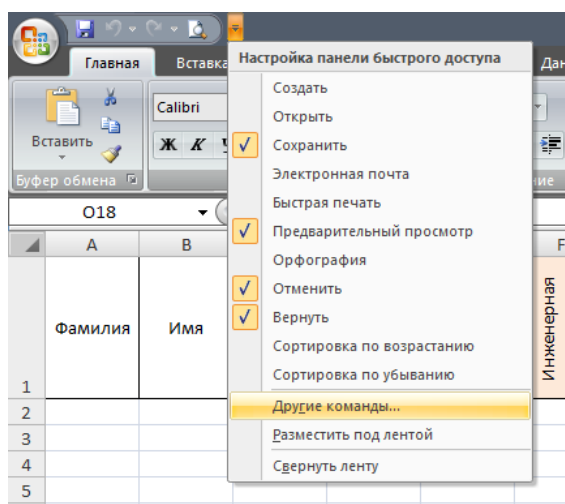 Главная
Вставка
Настройка панели быстрого доступа
Создать
Открыть
Сохранить
Электронная почта
Быстрая печать
Предварительный просмотр
Орфография
Отменить
Вернуть
Сортировка по возрастанию
Сортировка по убыванию
Другие команды...
Разместить под лентой
Свернуть ленту
Дан
Вставить
Calibri
Ж К
Буфер обмена
ние
O18
A B F
Фамилия Имя Инженерная
1
2
3
4
5